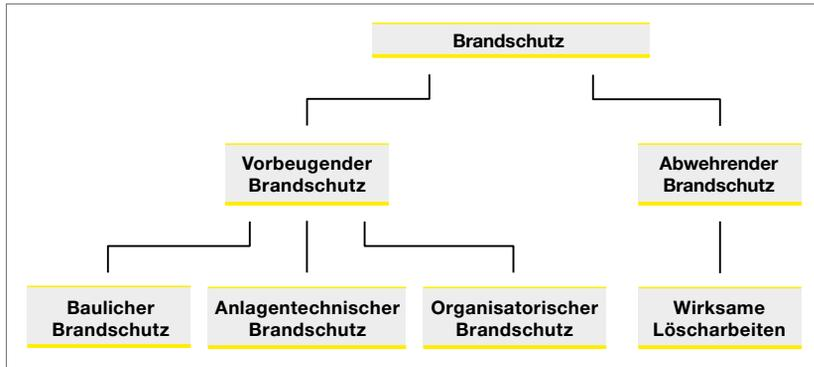 Brandschutz
Vorbeugender
Brandschutz
Abwehrender
Brandschutz
Baulicher
Brandschutz
Anlagentechnischer
Brandschutz
Organisatorischer
Brandschutz
Wirksame
Löscharbeiten